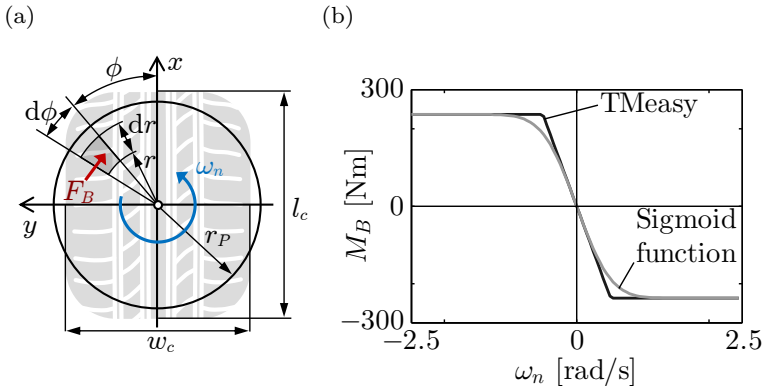 (a)
ϕ
x
dϕ
dr
r
F_B
ω_n
y
r_P
l_c
w_c
(b)
300
0
−300
M_B [Nm]
TMeasy
Sigmoid
function
−2.5
0
2.5
ω_n [rad/s]